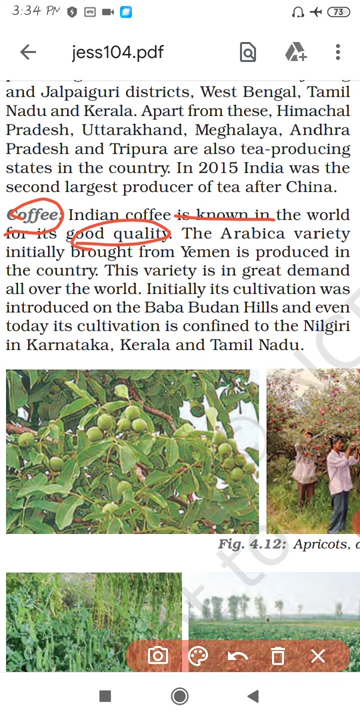 3:34 PM 73
jess104.pdf
and Jalpaiguri districts, West Bengal, Tamil
Nadu and Kerala. Apart from these, Himachal
Pradesh, Uttarakhand, Meghalaya, Andhra
Pradesh and Tripura are also tea-producing
states in the country. In 2015 India was the
second largest producer of tea after China.
Coffee: Indian coffee is known in the world
for its good quality. The Arabica variety
initially brought from Yemen is produced in
the country. This variety is in great demand
all over the world. Initially its cultivation was
introduced on the Baba Budan Hills and even
today its cultivation is confined to the Nilgiri
in Karnataka, Kerala and Tamil Nadu.
Fig. 4.12: Apricots,